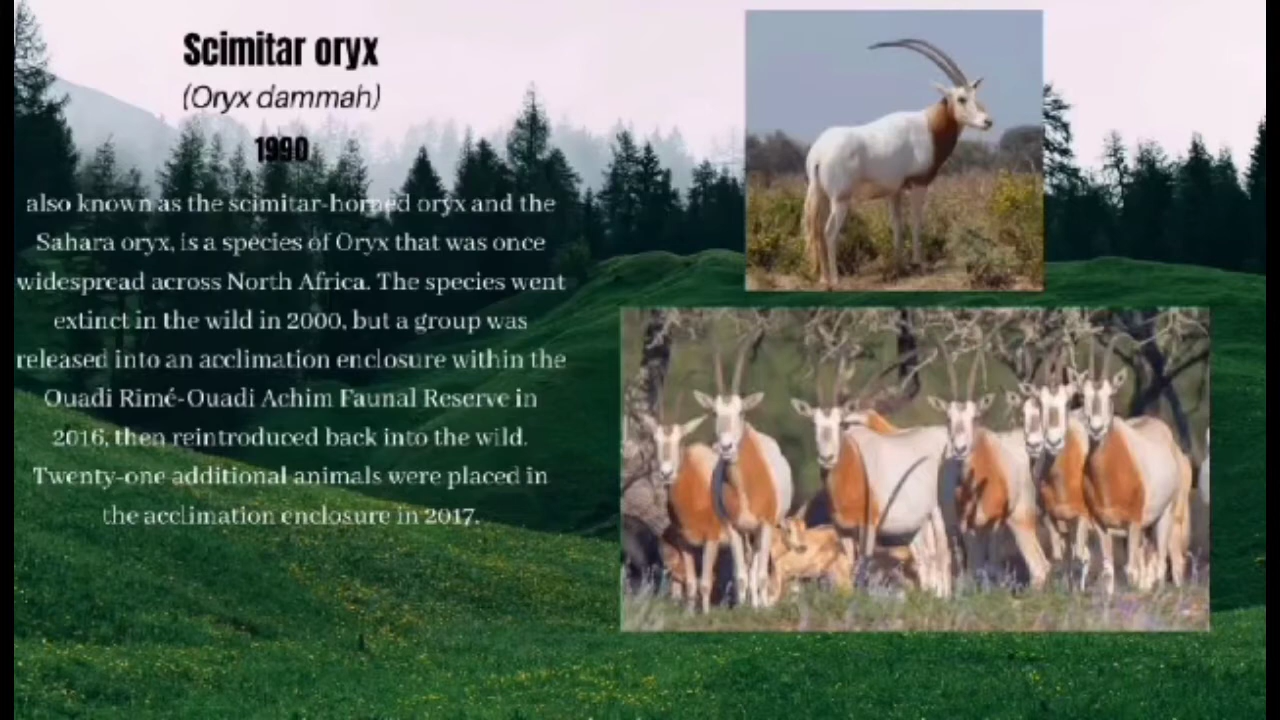 Scimitar oryx
(Oryx dammah)
1990
also known as the scimitar-horned oryx and the
Sahara oryx, is a species of Oryx that was once
widespread across North Africa. The species went
extinct in the wild in 2000, but a group was
released into an acclimation enclosure within the
Ouadi Rimé-Ouadi Achim Faunal Reserve in
2016, then reintroduced back into the wild.
Twenty-one additional animals were placed in
the acclimation enclosure in 2017.